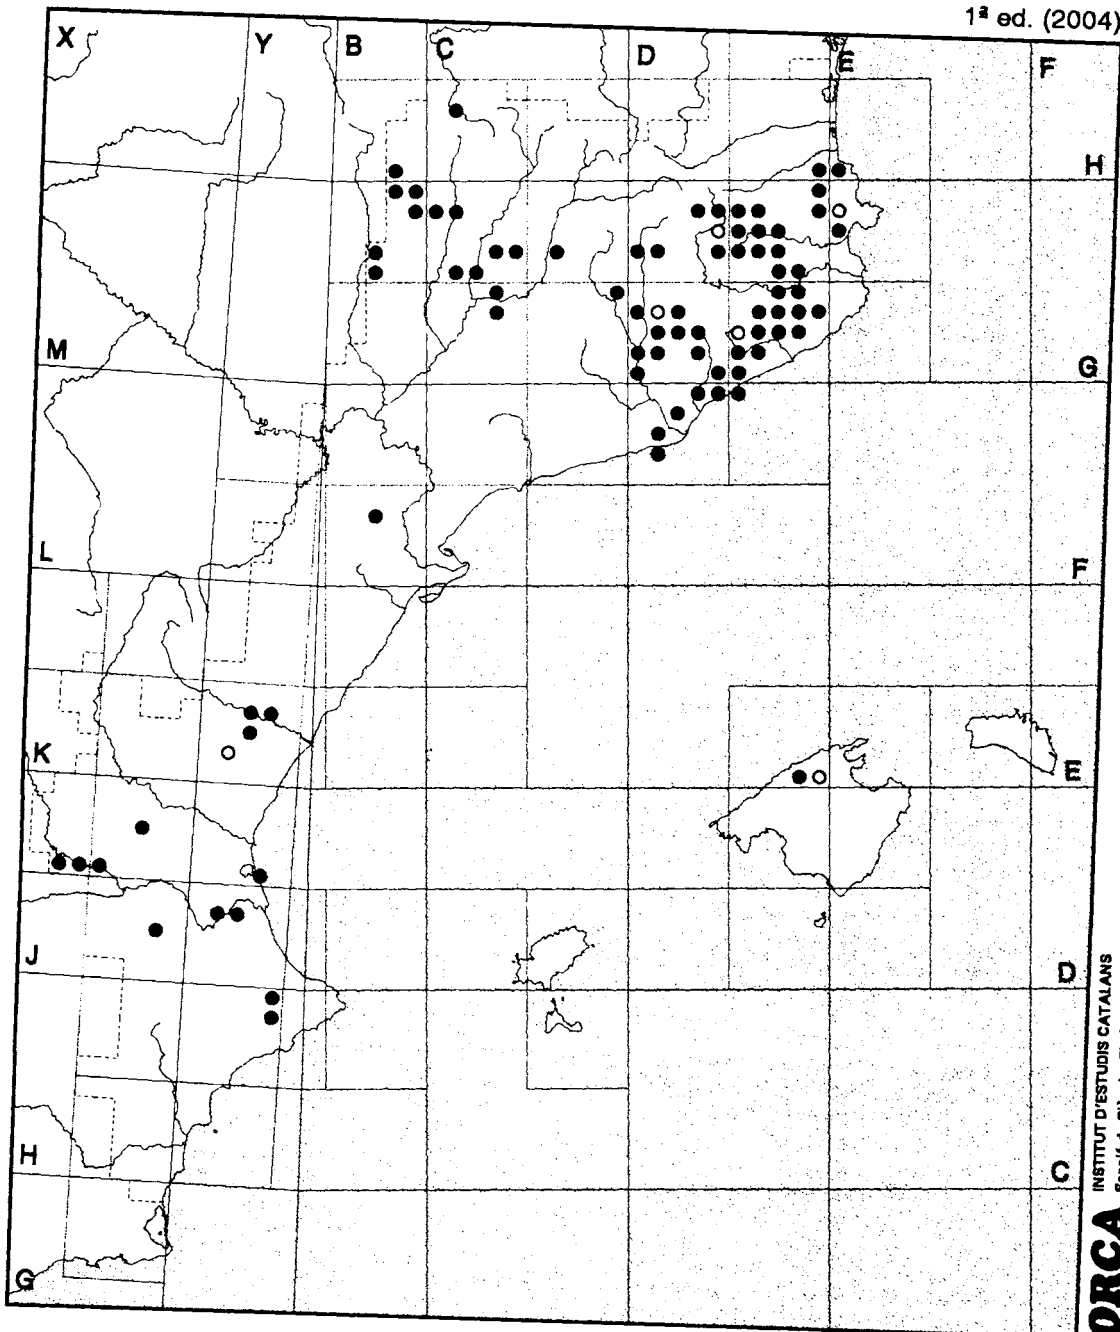 1ª ed. (2004)
X Y B C D E F
H
M G
L F
K E
J D
H C
G
ORCA INSTITUT D'ESTUDIS CATALANS